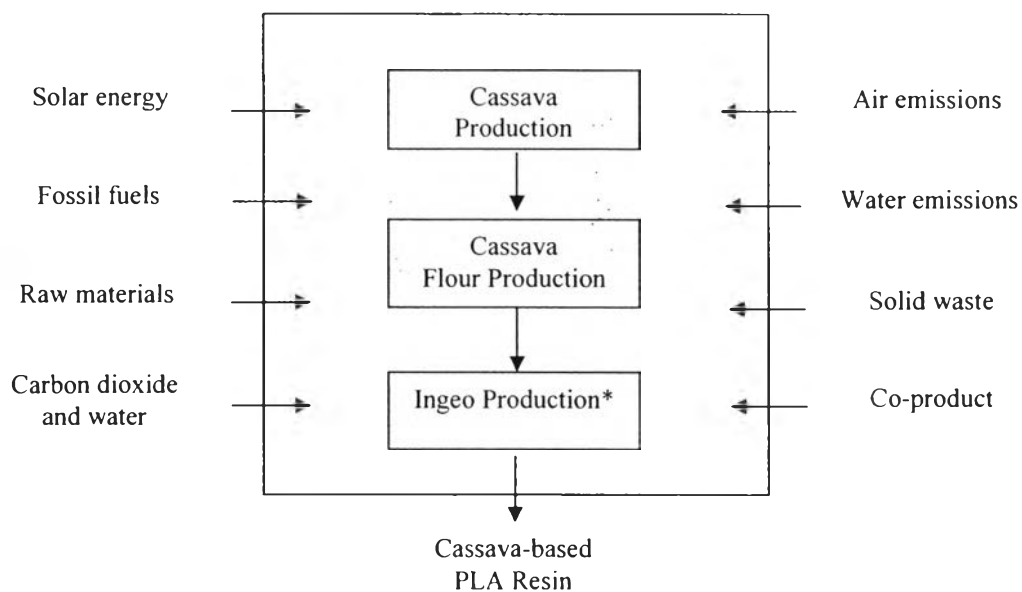 Solar energy
Fossil fuels
Raw materials
Carbon dioxide
and water
Cassava
Production
Cassava
Flour Production
Ingeo Production*
Air emissions
Water emissions
Solid waste
Co-product
Cassava-based
PLA Resin